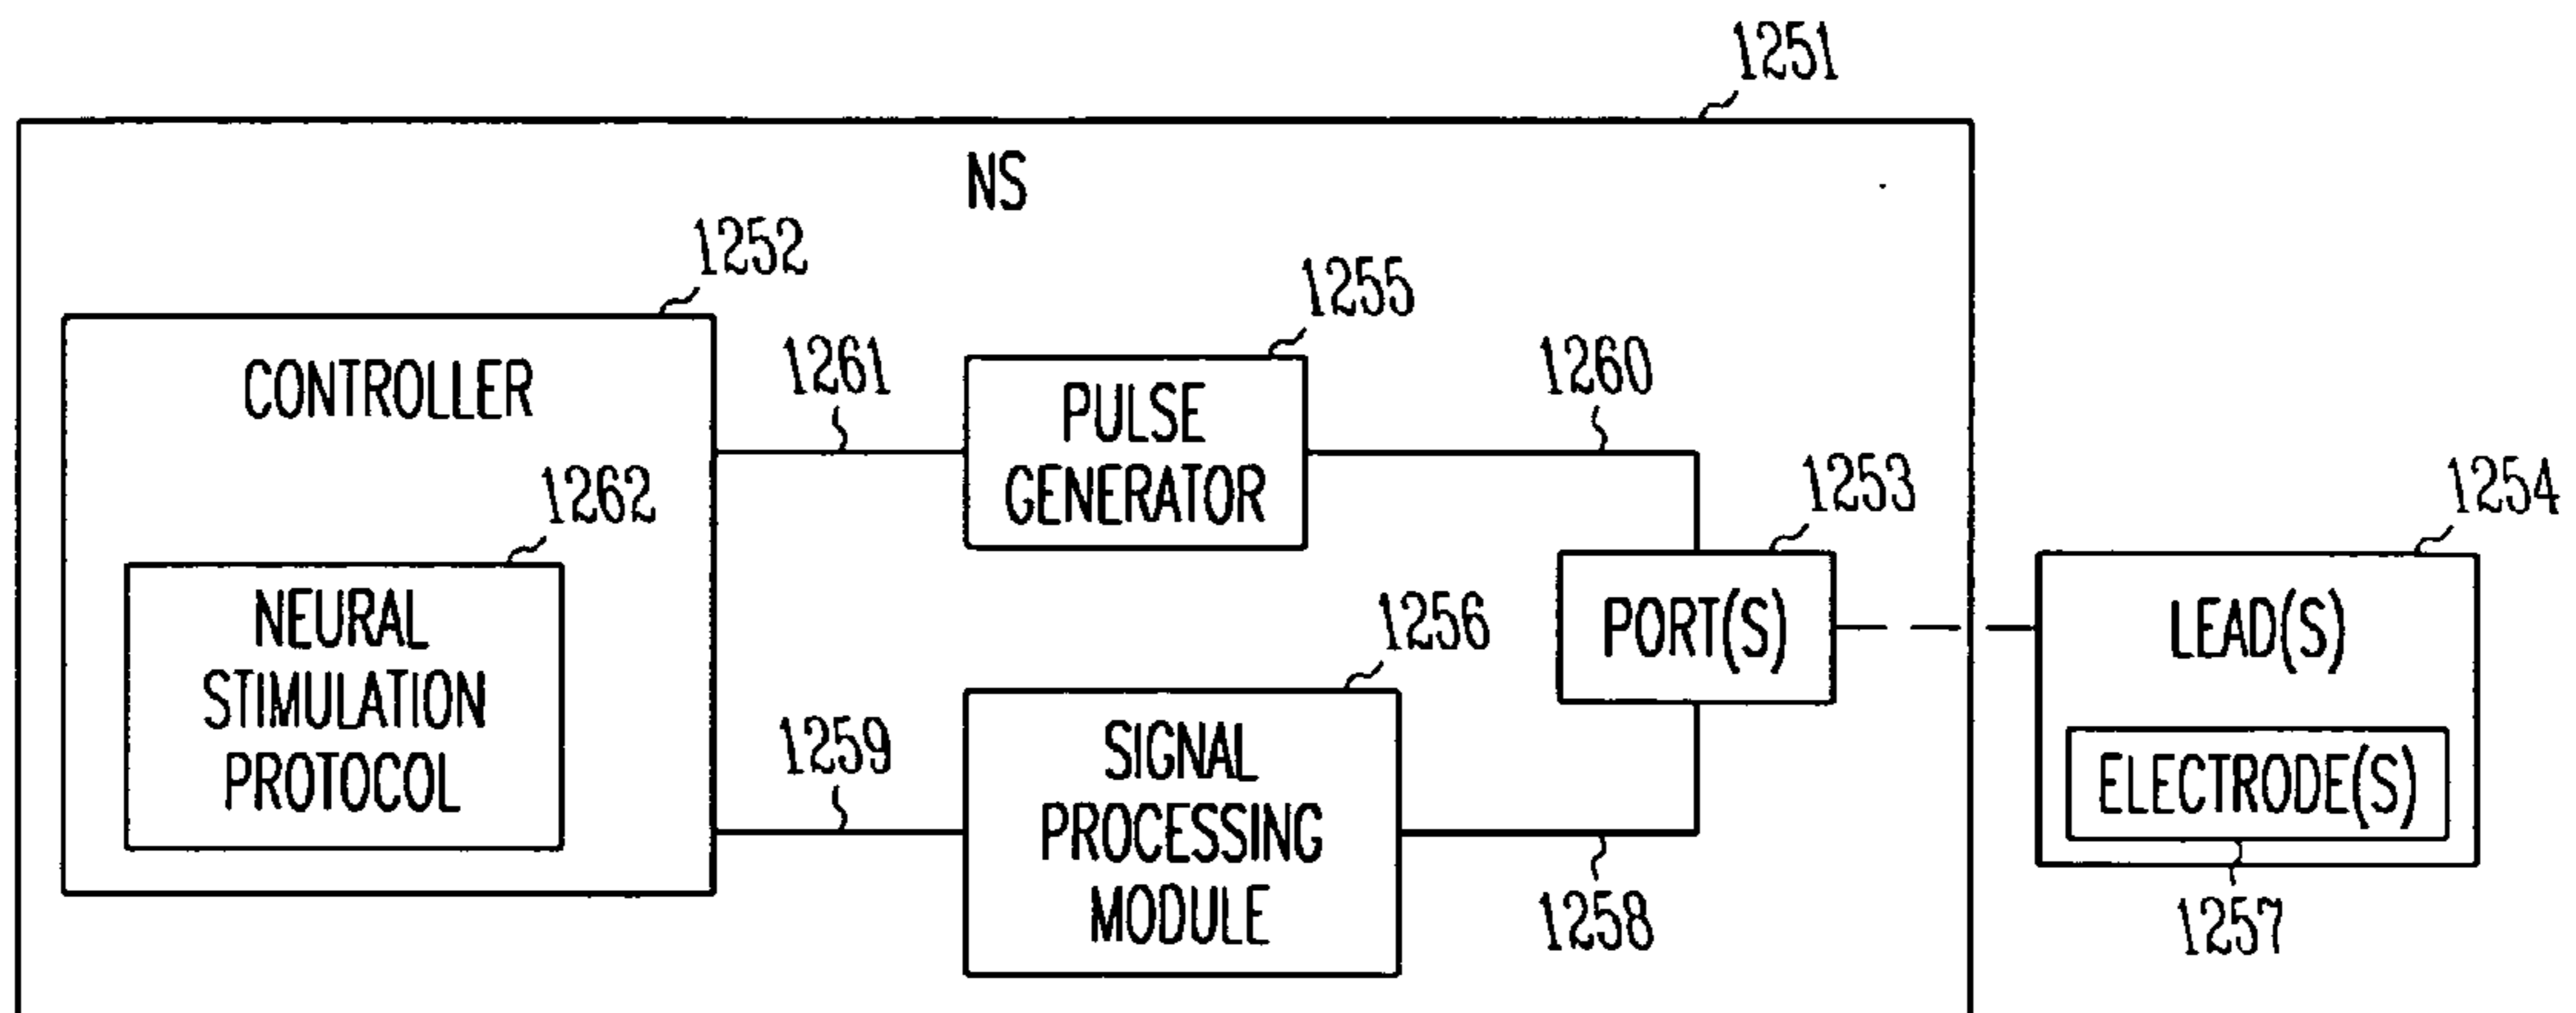 1251
NS
1252
1255
CONTROLLER
1261
PULSE
GENERATOR
1260
1262
1253
1254
NEURAL
STIMULATION
PROTOCOL
1256
PORT(S)
LEAD(S)
1259
SIGNAL
PROCESSING
MODULE
ELECTRODE(S)
1258
1257